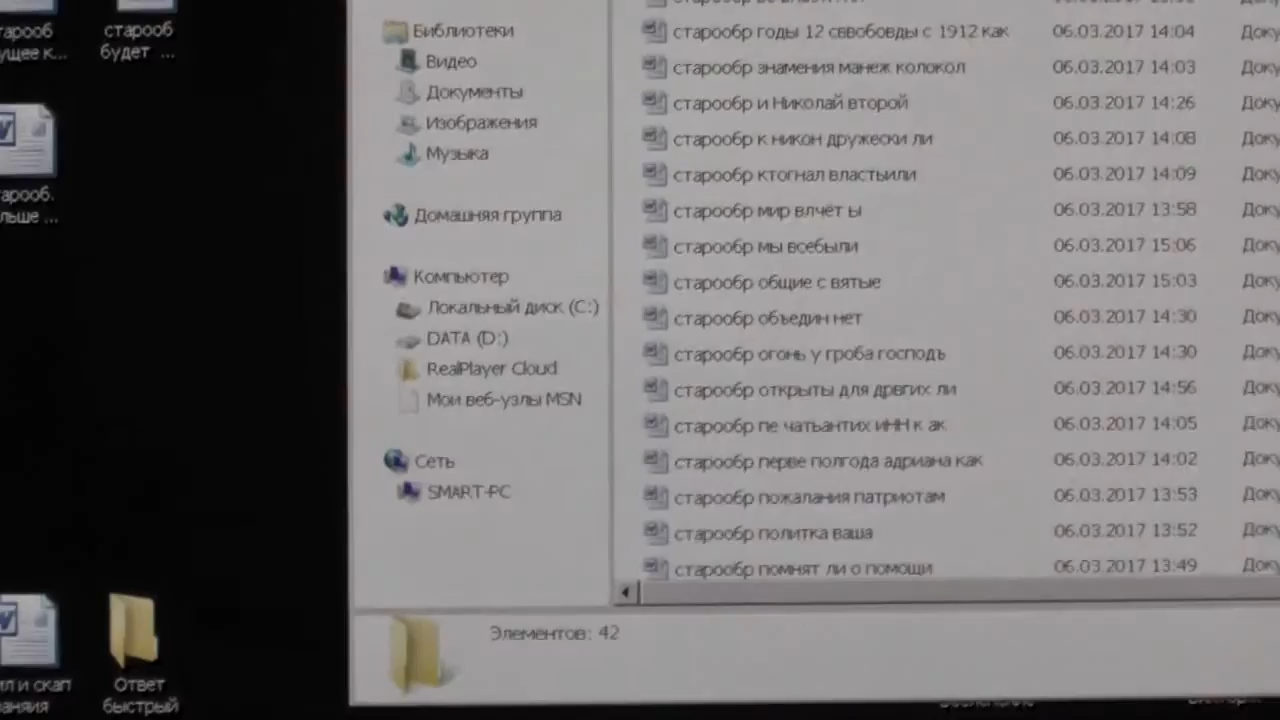 старооб
будет ...
Ответ
быстрый
Библиотеки
Видео
Документы
Изображения
Музыка
Домашняя группа
Компьютер
Локальный диск (C:)
DATA (D:)
RealPlayer Cloud
Мои веб-узлы MSN
Сеть
SMART-PC
старообр годы 12 сввобовды с 1912 как 06.03.2017 14:04
старообр знамения манеж колокол 06.03.2017 14:03
старообр и Николай второй 06.03.2017 14:26
старообр к никон дружески ли 06.03.2017 14:08
старообр ктогнал властьили 06.03.2017 14:09
старообр мир влчёт ы 06.03.2017 13:58
старообр мы всебыли 06.03.2017 15:06
старообр общие с вятые 06.03.2017 15:03
старообр объедин нет 06.03.2017 14:30
старообр огонь у гроба господъ 06.03.2017 14:30
старообр открыты для дрвгих ли 06.03.2017 14:56
старообр пе чатьантих иНН к ак 06.03.2017 14:05
старообр перве полгода адриана как 06.03.2017 14:02
старообр пожалания патриотам 06.03.2017 13:53
старообр политка ваша 06.03.2017 13:52
старообр помнят ли о помощи 06.03.2017 13:49
Элементов: 42